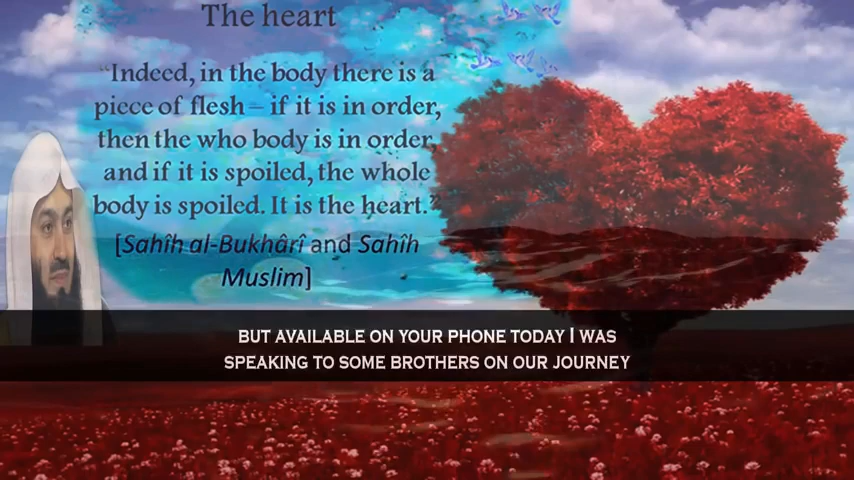 The heart
“Indeed, in the body there is a
piece of flesh – if it is in order,
then the who body is in order,
and if it is spoiled, the whole
body is spoiled. It is the heart.”
[Sahîh al-Bukhârî and Sahîh
Muslim]
BUT AVAILABLE ON YOUR PHONE TODAY I WAS
SPEAKING TO SOME BROTHERS ON OUR JOURNEY